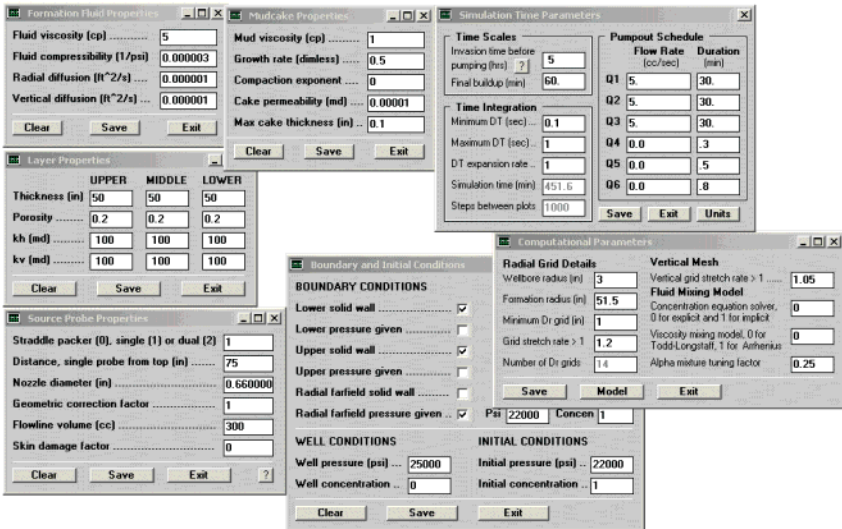 Formation Fluid Properties
Fluid viscosity (cp) .......... 5
Fluid compressibility (1/psi) 0.000003
Radial diffusion (ft^2/s) .... 0.000001
Vertical diffusion (ft^2/s) .... 0.000001
Clear Save Exit
Mudcake Properties
Mud viscosity (cp) .......... 1
Growth rate (dimless) .... 0.5
Compaction exponent ..... 0
Cake permeability (md) .... 0.00001
Max cake thickness (in) .. 0.1
Clear Save Exit
Simulation Time Parameters
Time Scales
Invasion time before
pumping (hrs) ? 5
Final buildup (min) 60.
Time Integration
Minimum DT (sec) ... 0.1
Maximum DT (sec) ... 1
DT expansion rate .. 1
Simulation time (min) 451.6
Steps between plots 1000
Pumpout Schedule
Flow Rate Duration
(cc/sec) (min)
Q1 5. 30.
Q2 5. 30.
Q3 5. 30.
Q4 0.0 .3
Q5 0.0 .5
Q6 0.0 .8
Save Exit Units
Layer Properties
UPPER MIDDLE LOWER
Thickness (in) 50 50 50
Porosity ......... 0.2 0.2 0.2
kh (md) ......... 100 100 100
kv (md) ......... 100 100 100
Clear Save Exit
Source Probe Properties
Straddle packer (0), single (1) or dual (2) 1
Distance, single probe from top (in) ....... 75
Nozzle diameter (in) ............ 0.660000
Geometric correction factor ............ 1
Flowline volume (cc) ............ 300
Skin damage factor ............ 0
Clear Save Exit ?
Boundary and Initial Conditions
BOUNDARY CONDITIONS
Lower solid wall ....................
Lower pressure given ..............
Upper solid wall ....................
Upper pressure given ..............
Radial farfield solid wall .........
Radial farfield pressure given .. Psi 22000 Concen 1
WELL CONDITIONS
Well pressure (psi) ... 25000
Well concentration .. 0
INITIAL CONDITIONS
Initial pressure (psi) .. 22000
Initial concentration .. 1
Clear Save Exit
Computational Parameters
Radial Grid Details
Wellbore radius (in) 3
Formation radius (in) 51.5
Minimum Dr grid (in) 1
Grid stretch rate > 1 1.2
Number of Dr grids 14
Vertical Mesh
Vertical grid stretch rate > 1 ...... 1.05
Fluid Mixing Model
Concentration equation solver,
0 for explicit and 1 for implicit 0
Viscosity mixing model, 0 for
Todd-Longstaff, 1 for Arrhenius 0
Alpha mixture tuning factor 0.25
Save Model Exit